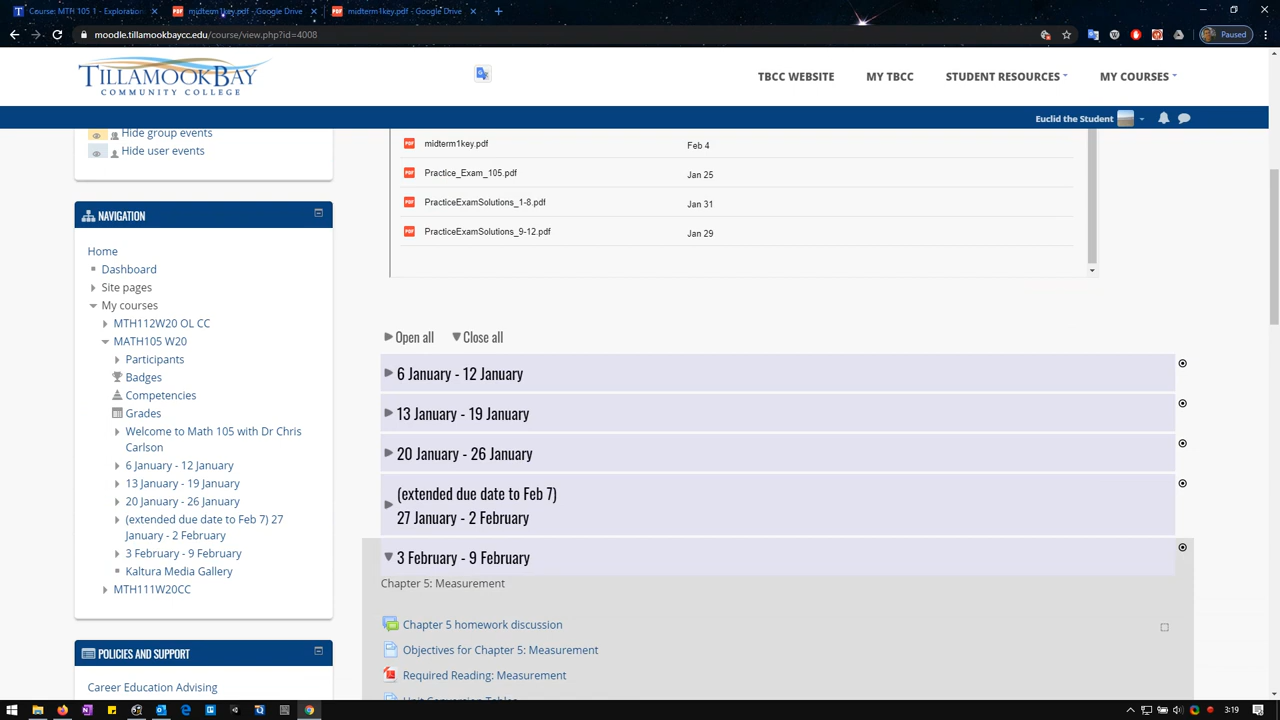 Course: MTH 105 1 - Exploration
midterm1key.pdf - Google Drive
midterm1key.pdf - Google Drive
moodle.tillamookbaycc.edu/course/view.php?id=4008
Paused
TILLAMOOK BAY
COMMUNITY COLLEGE
TBCC WEBSITE
MY TBCC
STUDENT RESOURCES
MY COURSES
Euclid the Student
Hide group events
Hide user events
NAVIGATION
Home
Dashboard
Site pages
My courses
MTH112W20 OL CC
MATH105 W20
Participants
Badges
Competencies
Grades
Welcome to Math 105 with Dr Chris
Carlson
6 January - 12 January
13 January - 19 January
20 January - 26 January
(extended due date to Feb 7) 27
January - 2 February
3 February - 9 February
Kaltura Media Gallery
MTH111W20CC
POLICIES AND SUPPORT
Career Education Advising
midterm1key.pdf Feb 4
Practice_Exam_105.pdf Jan 25
PracticeExamSolutions_1-8.pdf Jan 31
PracticeExamSolutions_9-12.pdf Jan 29
Open all Close all
6 January - 12 January
13 January - 19 January
20 January - 26 January
(extended due date to Feb 7)
27 January - 2 February
3 February - 9 February
Chapter 5: Measurement
Chapter 5 homework discussion
Objectives for Chapter 5: Measurement
Required Reading: Measurement
Unit Conversion Tables
3:19